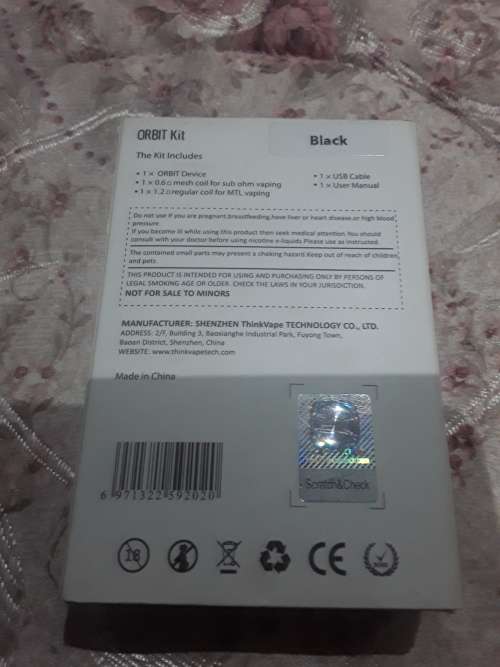 ORBIT Kit
Black
The Kit Includes
• 1 × ORBIT Device
• 1 × 0.6Ω mesh coil for sub ohm vaping
• 1 × 1.2Ω regular coil for MTL vaping
• 1 × USB Cable
• 1 × User Manual
Do not use if you are pregnant,breastfeeding,have liver or heart disease,or high blood
pressure.
If you become ill while using this product then seek medical attention. You should
consult with your doctor before using nicotine e-liquids Please use as instructed.
The contained small parts may present a choking hazard Keep out of reach of children
and pets.
THIS PRODUCT IS INTENDED FOR USING AND PURCHASING ONLY BY PERSONS OF
LEGAL SMOKING AGE OR OLDER. CHECK THE LAWS IN YOUR JURISDICTION.
NOT FOR SALE TO MINORS
MANUFACTURER: SHENZHEN ThinkVape TECHNOLOGY CO., LTD.
ADDRESS: 2/F, Building 3, Baoxianghe Industrial Park, Fuyong Town,
Baoan District, Shenzhen, China
WEBSITE: www.thinkvapetech.com
Made in China
Scratch&Check
6 971322 592020
18
CE